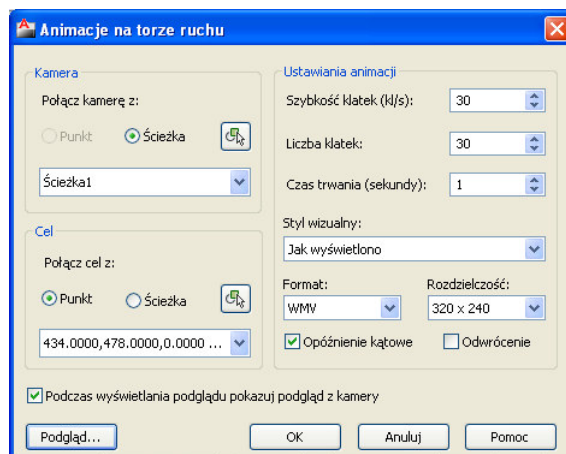 Animacje na torze ruchu
Kamera
Połącz kamerę z:
Punkt
Ścieżka
Ścieżka1
Cel
Połącz cel z:
Punkt
Ścieżka
434.0000,478.0000,0.0000 ...
Ustawiania animacji
Szybkość klatek (kl/s):
30
Liczba klatek:
30
Czas trwania (sekundy):
1
Styl wizualny:
Jak wyświetlono
Format:
Rozdzielczość:
WMV
320 x 240
Opóźnienie kątowe
Odwrócenie
Podczas wyświetlania podglądu pokazuj podgląd z kamery
Podgląd...
OK
Anuluj
Pomoc